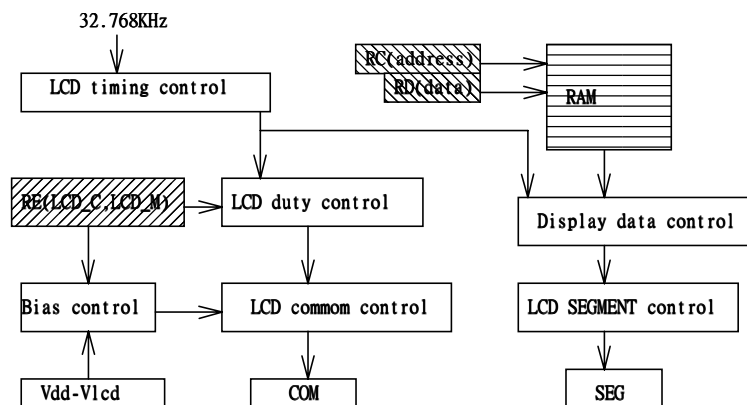 32.768KHz
LCD timing control
RC(address)
RD(data)
RAM
RE(LCD_C,LCD_M)
LCD duty control
Display data control
Bias control
LCD commom control
LCD SEGMENT control
Vdd-Vlcd
COM
SEG